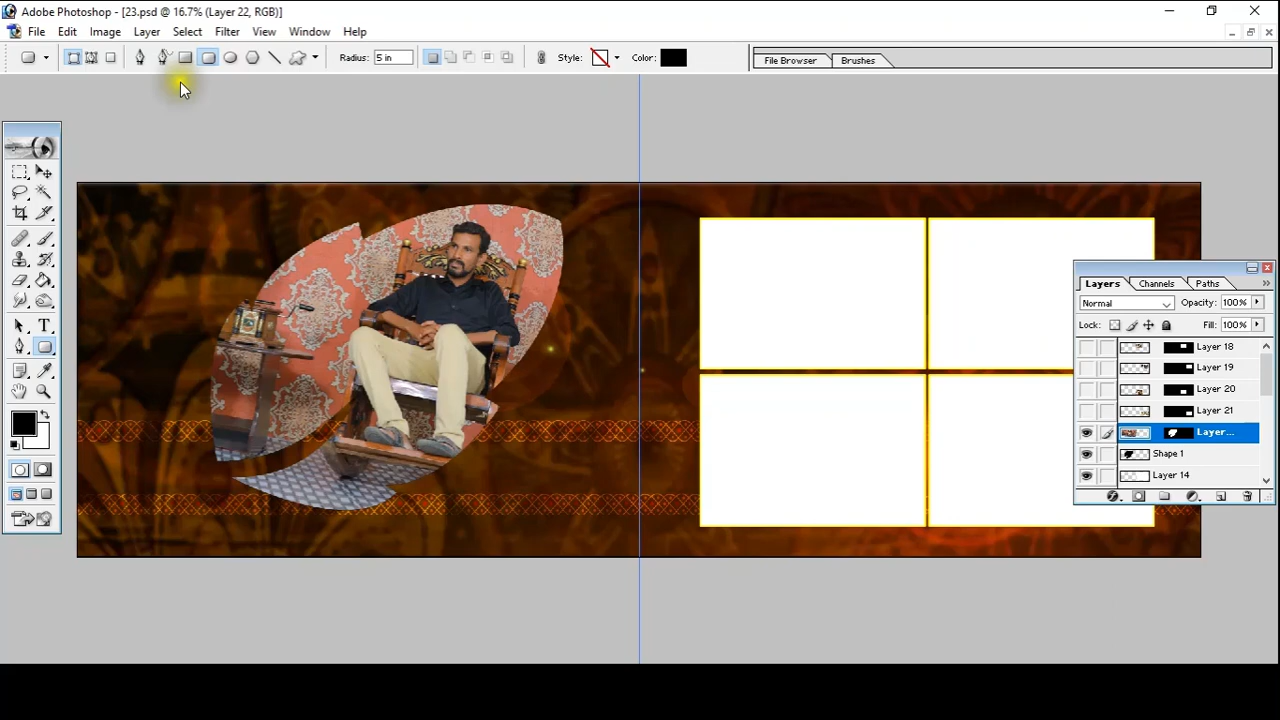 Adobe Photoshop - [23.psd @ 16.7% (Layer 22, RGB)]
File Edit Image Layer Select Filter View Window Help
Radius: 5 in Style: Color: File Browser Brushes
Layers Channels Paths
Normal Opacity: 100%
Lock: Fill: 100%
Layer 18
Layer 19
Layer 20
Layer 21
Layer...
Shape 1
Layer 14